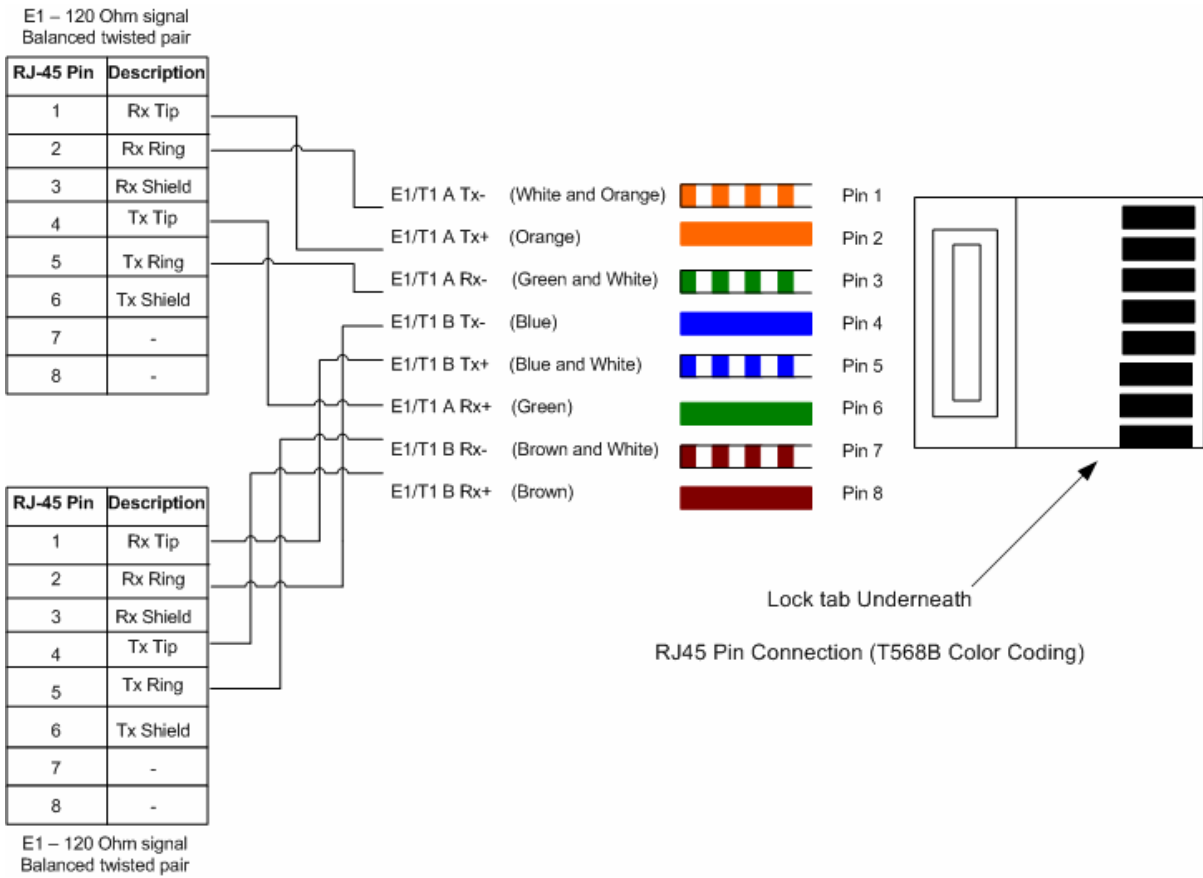 E1 – 120 Ohm signal
Balanced twisted pair
RJ-45 Pin Description
1 Rx Tip
2 Rx Ring
3 Rx Shield
4 Tx Tip
5 Tx Ring
6 Tx Shield
7 -
8 -
E1/T1 A Tx- (White and Orange) Pin 1
E1/T1 A Tx+ (Orange) Pin 2
E1/T1 A Rx- (Green and White) Pin 3
E1/T1 B Tx- (Blue) Pin 4
E1/T1 B Tx+ (Blue and White) Pin 5
E1/T1 A Rx+ (Green) Pin 6
E1/T1 B Rx- (Brown and White) Pin 7
E1/T1 B Rx+ (Brown) Pin 8
RJ-45 Pin Description
1 Rx Tip
2 Rx Ring
3 Rx Shield
4 Tx Tip
5 Tx Ring
6 Tx Shield
7 -
8 -
E1 – 120 Ohm signal
Balanced twisted pair
Lock tab Underneath
RJ45 Pin Connection (T568B Color Coding)